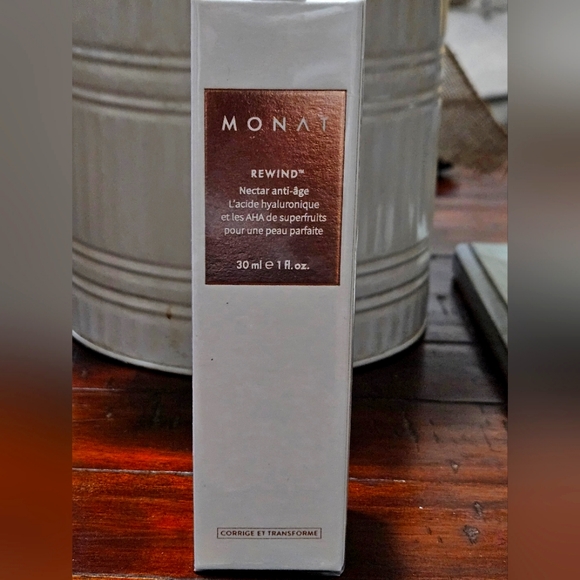 MONAT
REWIND™
Nectar anti-âge
L'acide hyaluronique
et les AHA de superfruits
pour une peau parfaite
30 ml ℮ 1 fl. oz.
CORRIGE ET TRANSFORME